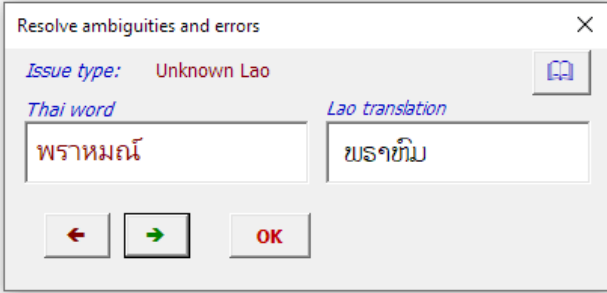 Resolve ambiguities and errors
Issue type: Unknown Lao
Thai word Lao translation
พราหมณ์ ພຣາຫົມ
OK